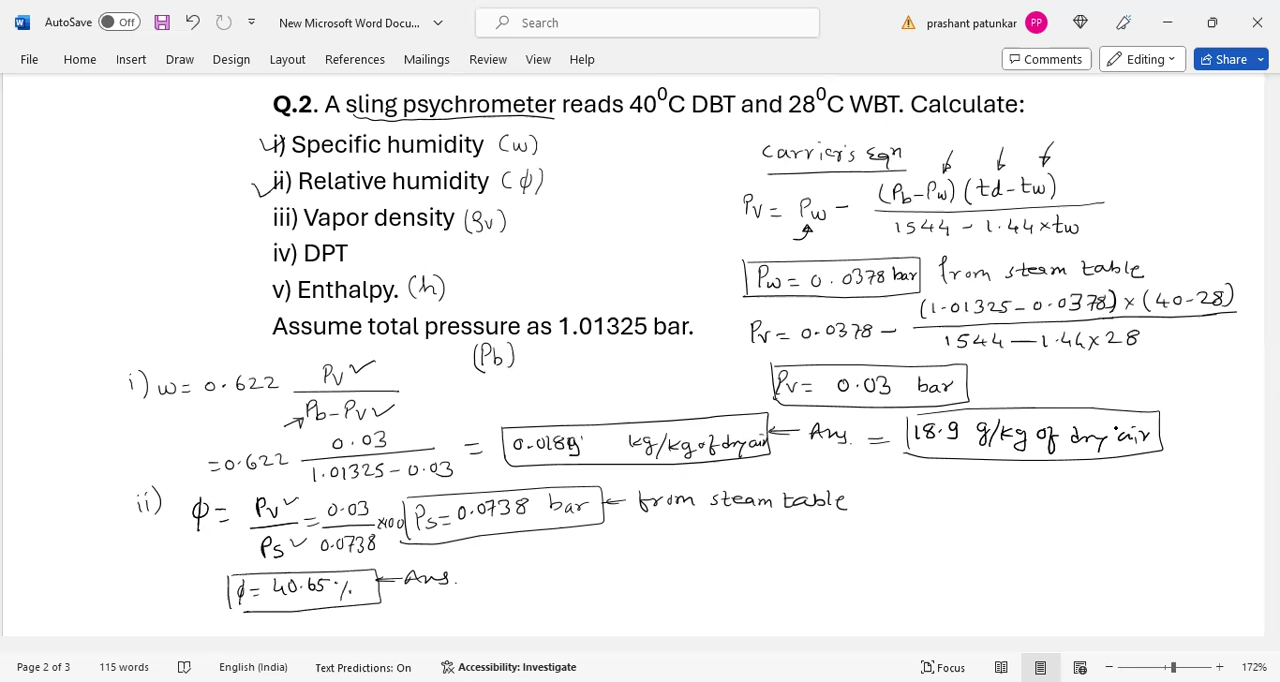 AutoSave Off New Microsoft Word Docu... Search prashant patunkar PP
File Home Insert Draw Design Layout References Mailings Review View Help Comments Editing Share
Q.2. A sling psychrometer reads 40⁰C DBT and 28⁰C WBT. Calculate:
i) Specific humidity (w)
ii) Relative humidity (ϕ)
iii) Vapor density (ρv)
iv) DPT
v) Enthalpy. (h)
Assume total pressure as 1.01325 bar.
(Pb)
Carrier's Eqn
Pv = Pw - (Pb-Pw)(td-tw) / 1544 - 1.44×tw
Pw = 0.0378 bar from steam table
Pv = 0.0378 - (1.01325 - 0.0378) × (40-28) / 1544 - 1.44×28
Pv = 0.03 bar
i) w = 0.622 Pv / Pb-Pv
= 0.622 0.03 / 1.01325 - 0.03 = 0.0189 kg/kg of dry air ← Ans. = 18.9 g/kg of dry air
ii) ϕ = Pv / Ps = 0.03 / 0.0738 ×100 Ps = 0.0738 bar ← from steam table
ϕ = 40.65 % ← Ans.
Page 2 of 3 115 words English (India) Text Predictions: On Accessibility: Investigate Focus 172%